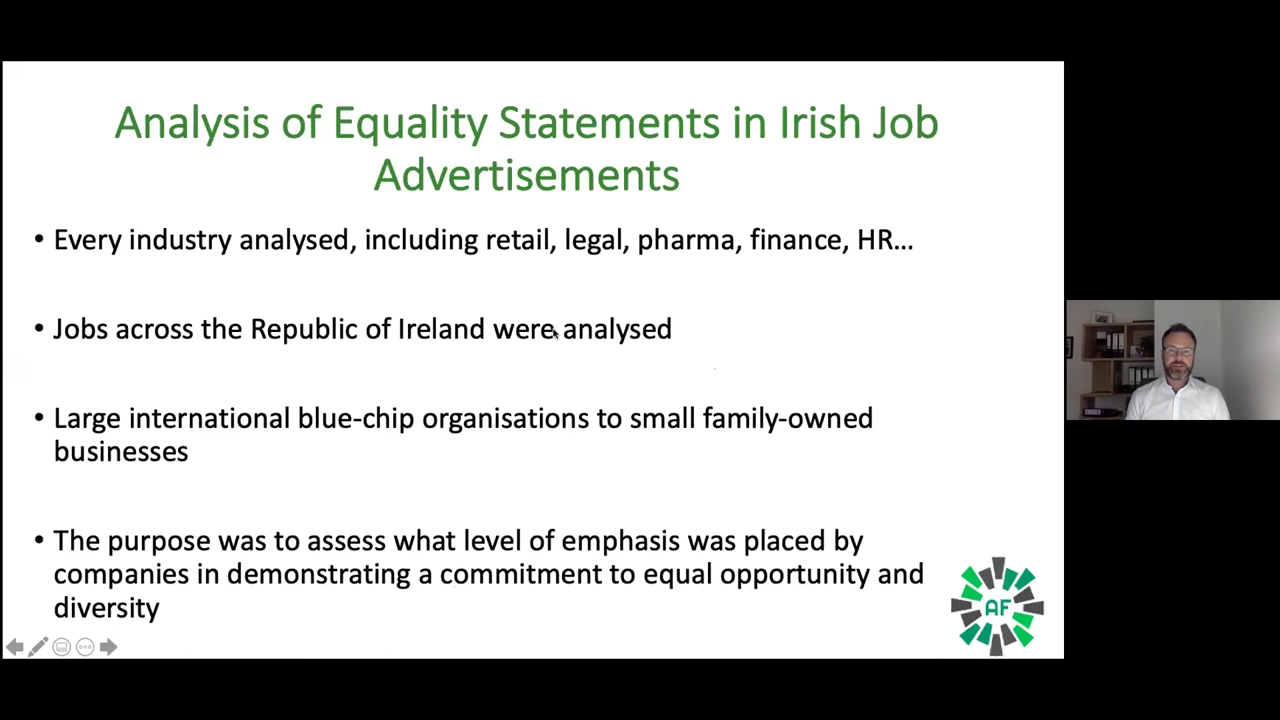 Analysis of Equality Statements in Irish Job
Advertisements
• Every industry analysed, including retail, legal, pharma, finance, HR...
• Jobs across the Republic of Ireland were analysed
• Large international blue-chip organisations to small family-owned
businesses
• The purpose was to assess what level of emphasis was placed by
companies in demonstrating a commitment to equal opportunity and
diversity
AF